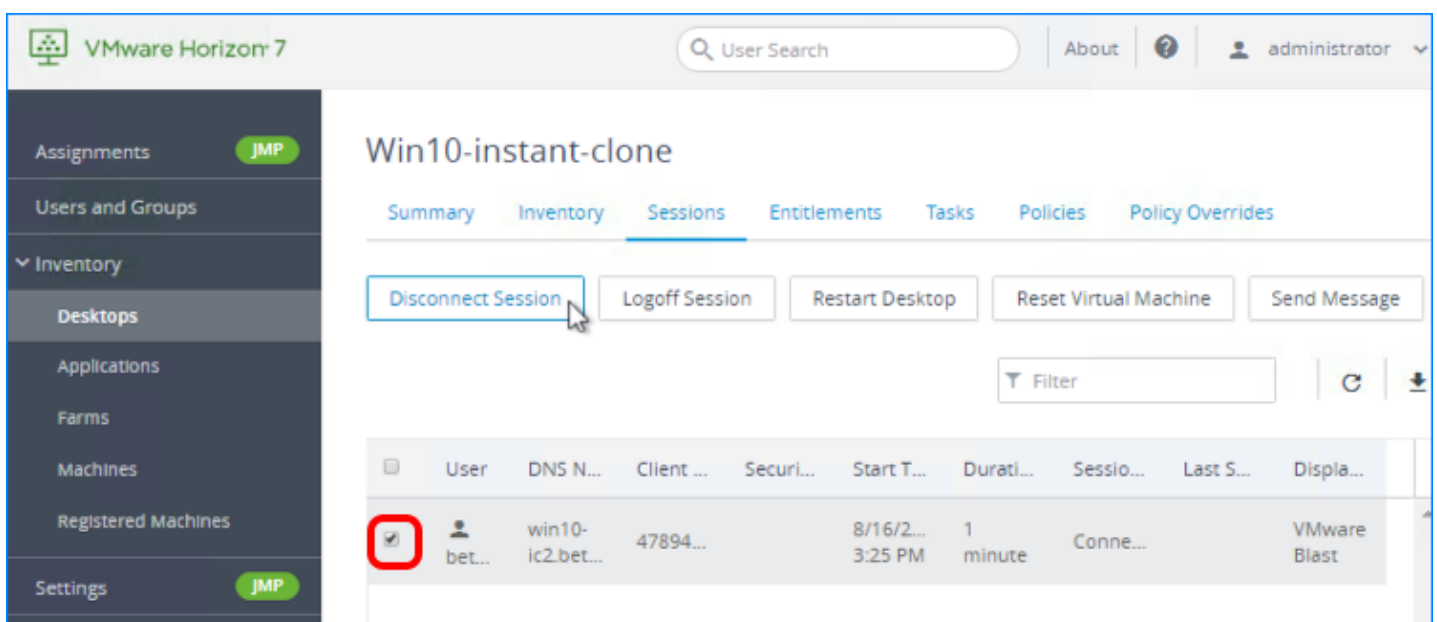 VMware Horizon 7
User Search
About
administrator
Assignments JMP
Users and Groups
Inventory
Desktops
Applications
Farms
Machines
Registered Machines
Settings JMP
Win10-instant-clone
Summary Inventory Sessions Entitlements Tasks Policies Policy Overrides
Disconnect Session Logoff Session Restart Desktop Reset Virtual Machine Send Message
Filter
User DNS N... Client ... Securi... Start T... Durati... Sessio... Last S... Displa...
bet... win10-ic2.bet... 47894... 8/16/2... 3:25 PM 1 minute Conne... VMware Blast